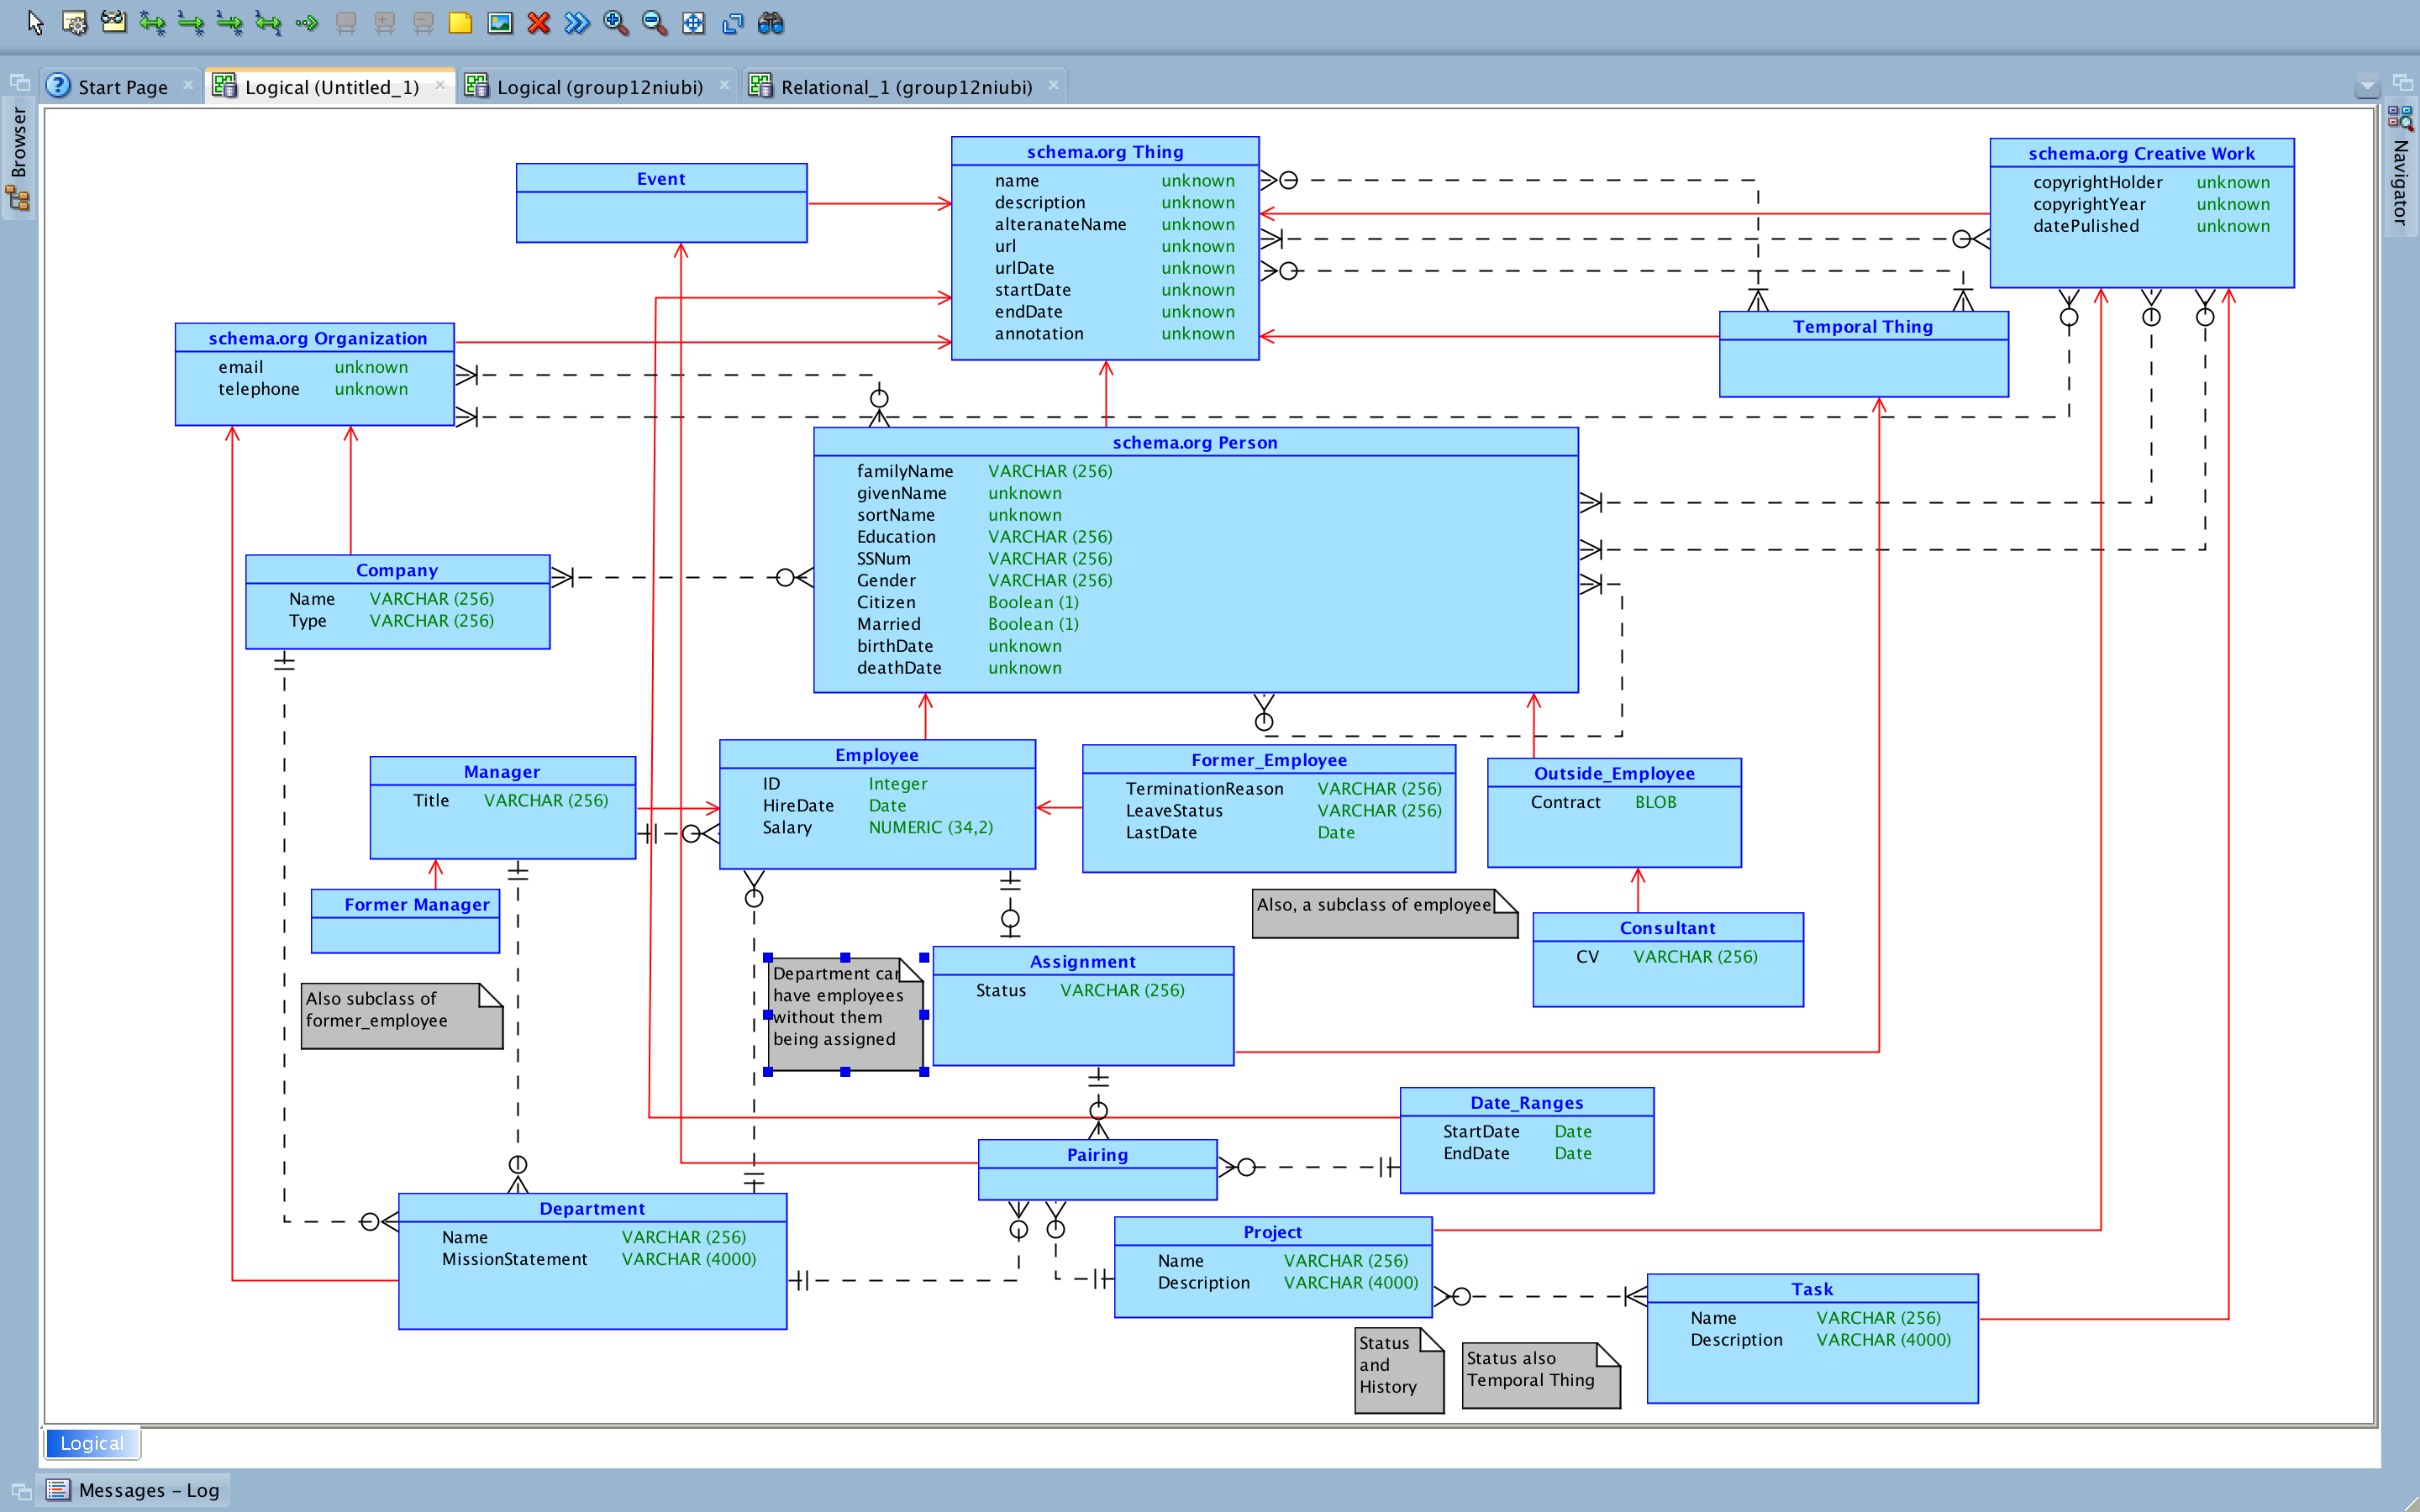 Start Page
Logical (Untitled_1)
Logical (group12niubi)
Relational_1 (group12niubi)
Browser
Navigator
Event
schema.org Thing
name unknown
description unknown
alteranateName unknown
url unknown
urlDate unknown
startDate unknown
endDate unknown
annotation unknown
schema.org Creative Work
copyrightHolder unknown
copyrightYear unknown
datePulished unknown
schema.org Organization
email unknown
telephone unknown
Temporal Thing
schema.org Person
familyName VARCHAR (256)
givenName unknown
sortName unknown
Education VARCHAR (256)
SSNum VARCHAR (256)
Gender VARCHAR (256)
Citizen Boolean (1)
Married Boolean (1)
birthDate unknown
deathDate unknown
Company
Name VARCHAR (256)
Type VARCHAR (256)
Manager
Title VARCHAR (256)
Employee
ID Integer
HireDate Date
Salary NUMERIC (34,2)
Former_Employee
TerminationReason VARCHAR (256)
LeaveStatus VARCHAR (256)
LastDate Date
Outside_Employee
Contract BLOB
Former Manager
Also, a subclass of employee
Consultant
CV VARCHAR (256)
Also subclass of
former_employee
Department can
have employees
without them
being assigned
Assignment
Status VARCHAR (256)
Date_Ranges
StartDate Date
EndDate Date
Pairing
Department
Name VARCHAR (256)
MissionStatement VARCHAR (4000)
Project
Name VARCHAR (256)
Description VARCHAR (4000)
Task
Name VARCHAR (256)
Description VARCHAR (4000)
Status
and
History
Status also
Temporal Thing
Logical
Messages – Log